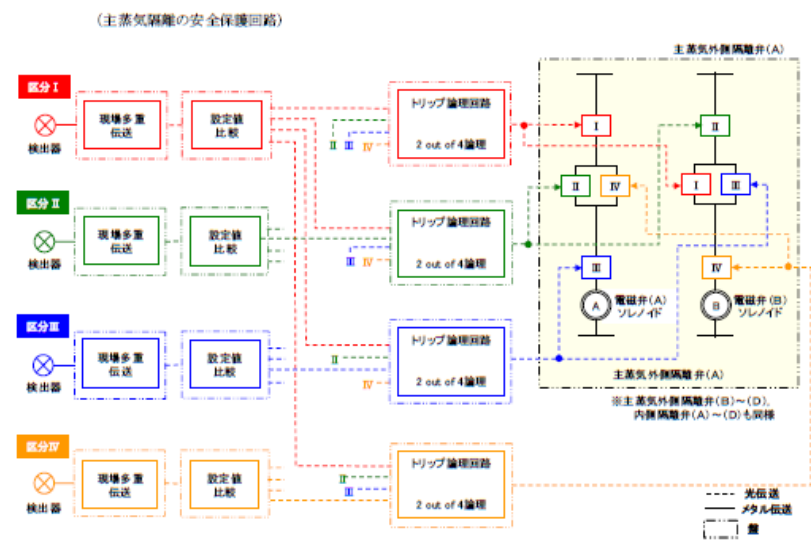 (主蒸気隔離の安全保護回路)
主蒸気外側隔離弁(A)
区分Ⅰ
検出器
現場多重
伝送
設定値
比較
Ⅱ
Ⅲ
Ⅳ
トリップ論理回路
2 out of 4論理
区分Ⅱ
検出器
現場多重
伝送
設定値
比較
Ⅲ
Ⅳ
トリップ論理回路
2 out of 4論理
区分Ⅲ
検出器
現場多重
伝送
設定値
比較
Ⅱ
Ⅳ
トリップ論理回路
2 out of 4論理
区分Ⅳ
検出器
現場多重
伝送
設定値
比較
Ⅱ
Ⅲ
トリップ論理回路
2 out of 4論理
Ⅰ
Ⅱ
Ⅳ
Ⅲ
A
電磁弁(A)
ソレノイド
Ⅱ
Ⅰ
Ⅲ
Ⅳ
B
電磁弁(B)
ソレノイド
主蒸気外側隔離弁(A)
※主蒸気外側隔離弁(B)～(D)、
内側隔離弁(A)～(D)も同様
光伝送
メタル伝送
盤